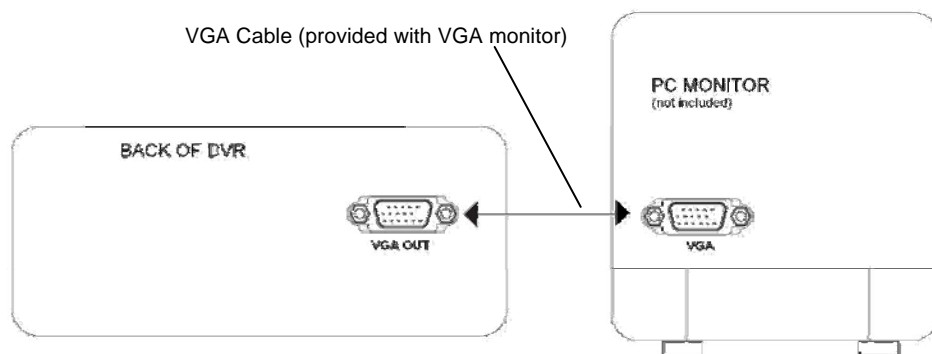 VGA Cable (provided with VGA monitor)
PC MONITOR
(not included)
BACK OF DVR
VGA OUT
VGA